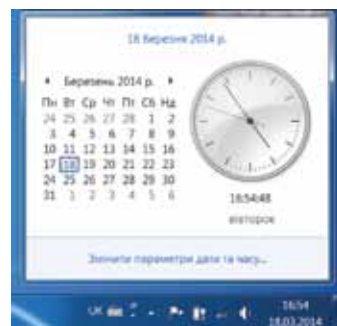 18 Березня 2014 р.
Березень 2014 р.
Пн Вт Ср Чт Пт Сб Нд
24 25 26 27 28 1 2
3 4 5 6 7 8 9
10 11 12 13 14 15 16
17 18 19 20 21 22 23
24 25 26 27 28 29 30
31 1 2 3 4 5 6
16:54:48
вівторок
Змінити параметри дати та часу...
UK
16:54
18.03.2014